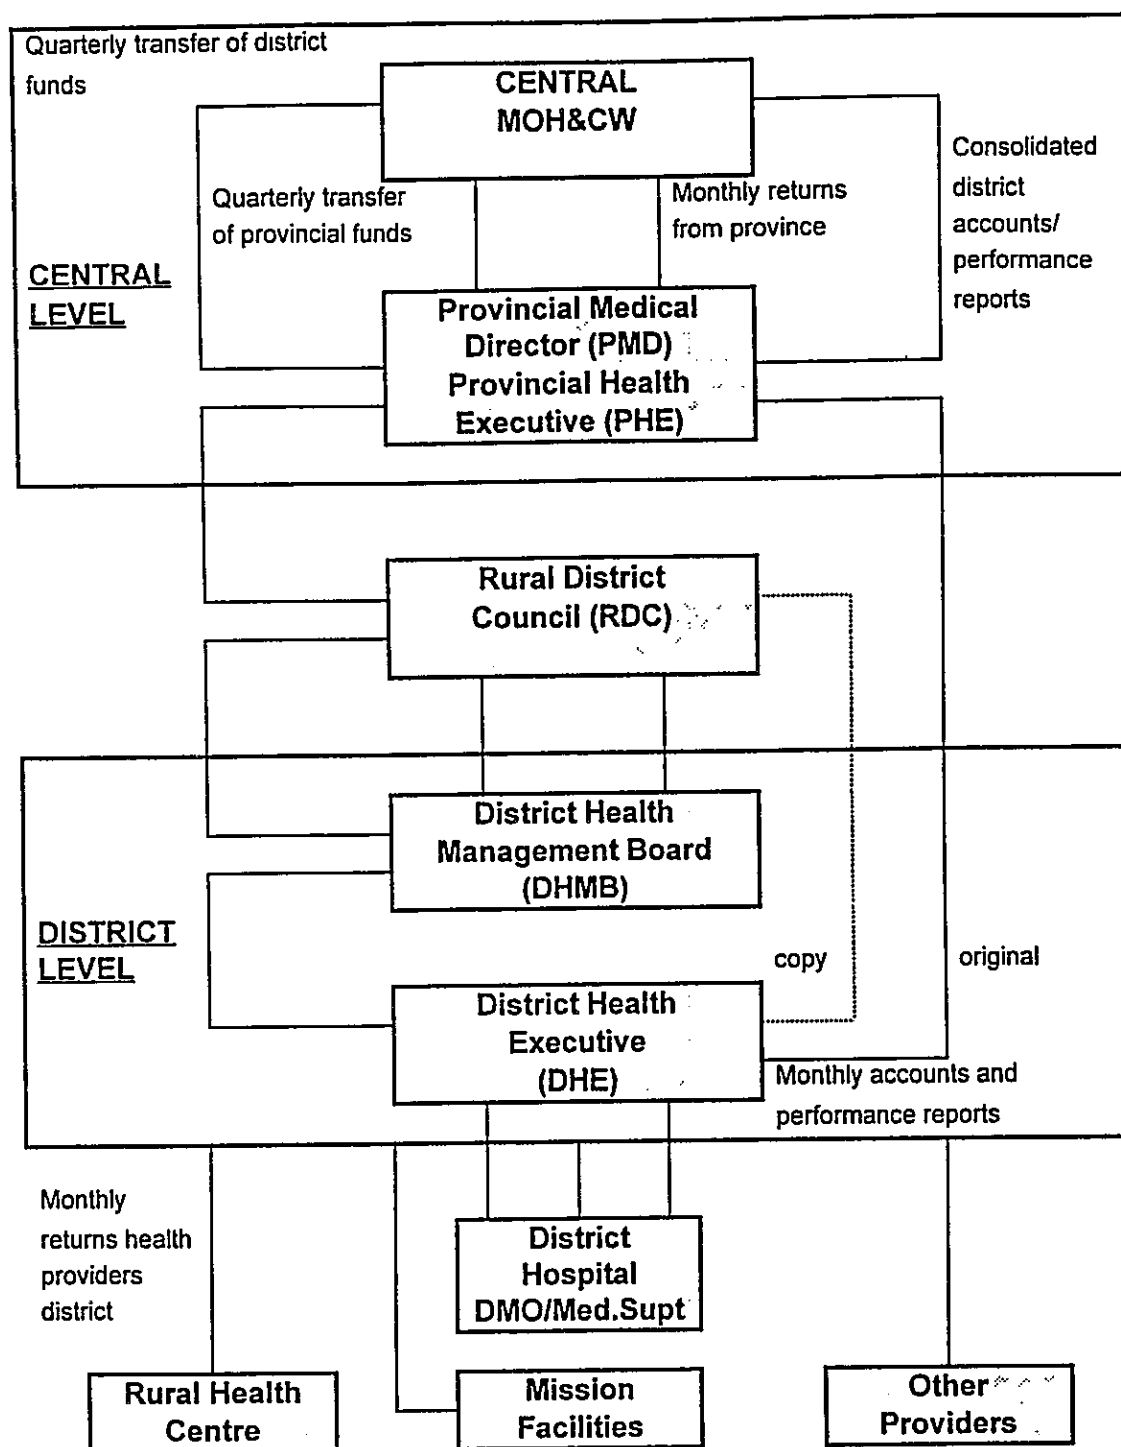 Quarterly transfer of district
funds
CENTRAL
MOH&CW
Quarterly transfer
of provincial funds
Monthly returns
from province
Consolidated
district
accounts/
performance
reports
CENTRAL
LEVEL
Provincial Medical
Director (PMD)
Provincial Health
Executive (PHE)
Rural District
Council (RDC)
District Health
Management Board
(DHMB)
DISTRICT
LEVEL
copy
original
District Health
Executive
(DHE)
Monthly accounts and
performance reports
Monthly
returns health
providers
district
District
Hospital
DMO/Med.Supt
Rural Health
Centre
Mission
Facilities
Other
Providers